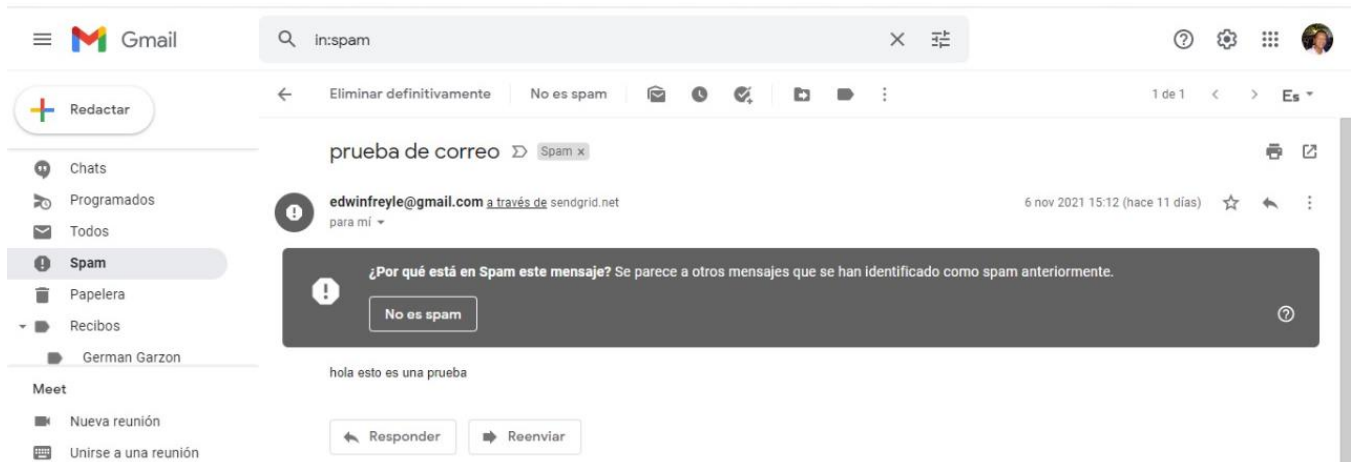 Gmail
in:spam
Redactar
Eliminar definitivamente
No es spam
1 de 1
Es
Chats
Programados
Todos
Spam
Papelera
Recibos
German Garzon
Meet
Nueva reunión
Unirse a una reunión
prueba de correo Spam x
edwinfreyle@gmail.com a través de sendgrid.net
6 nov 2021 15:12 (hace 11 días)
para mí
¿Por qué está en Spam este mensaje? Se parece a otros mensajes que se han identificado como spam anteriormente.
No es spam
hola esto es una prueba
Responder
Reenviar